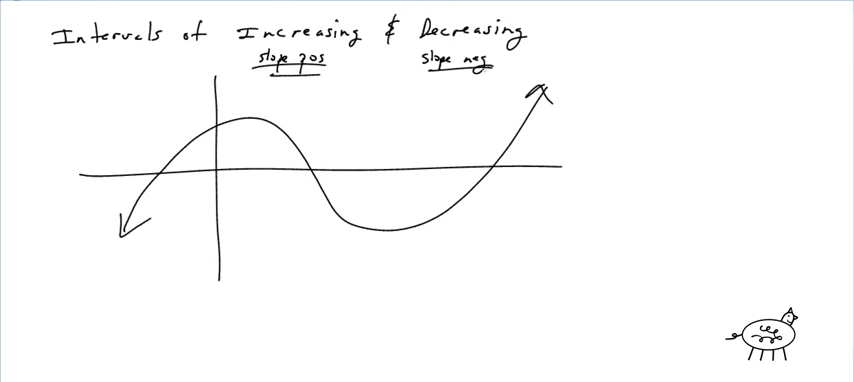 Intervals of Increasing & Decreasing
slope pos slope neg